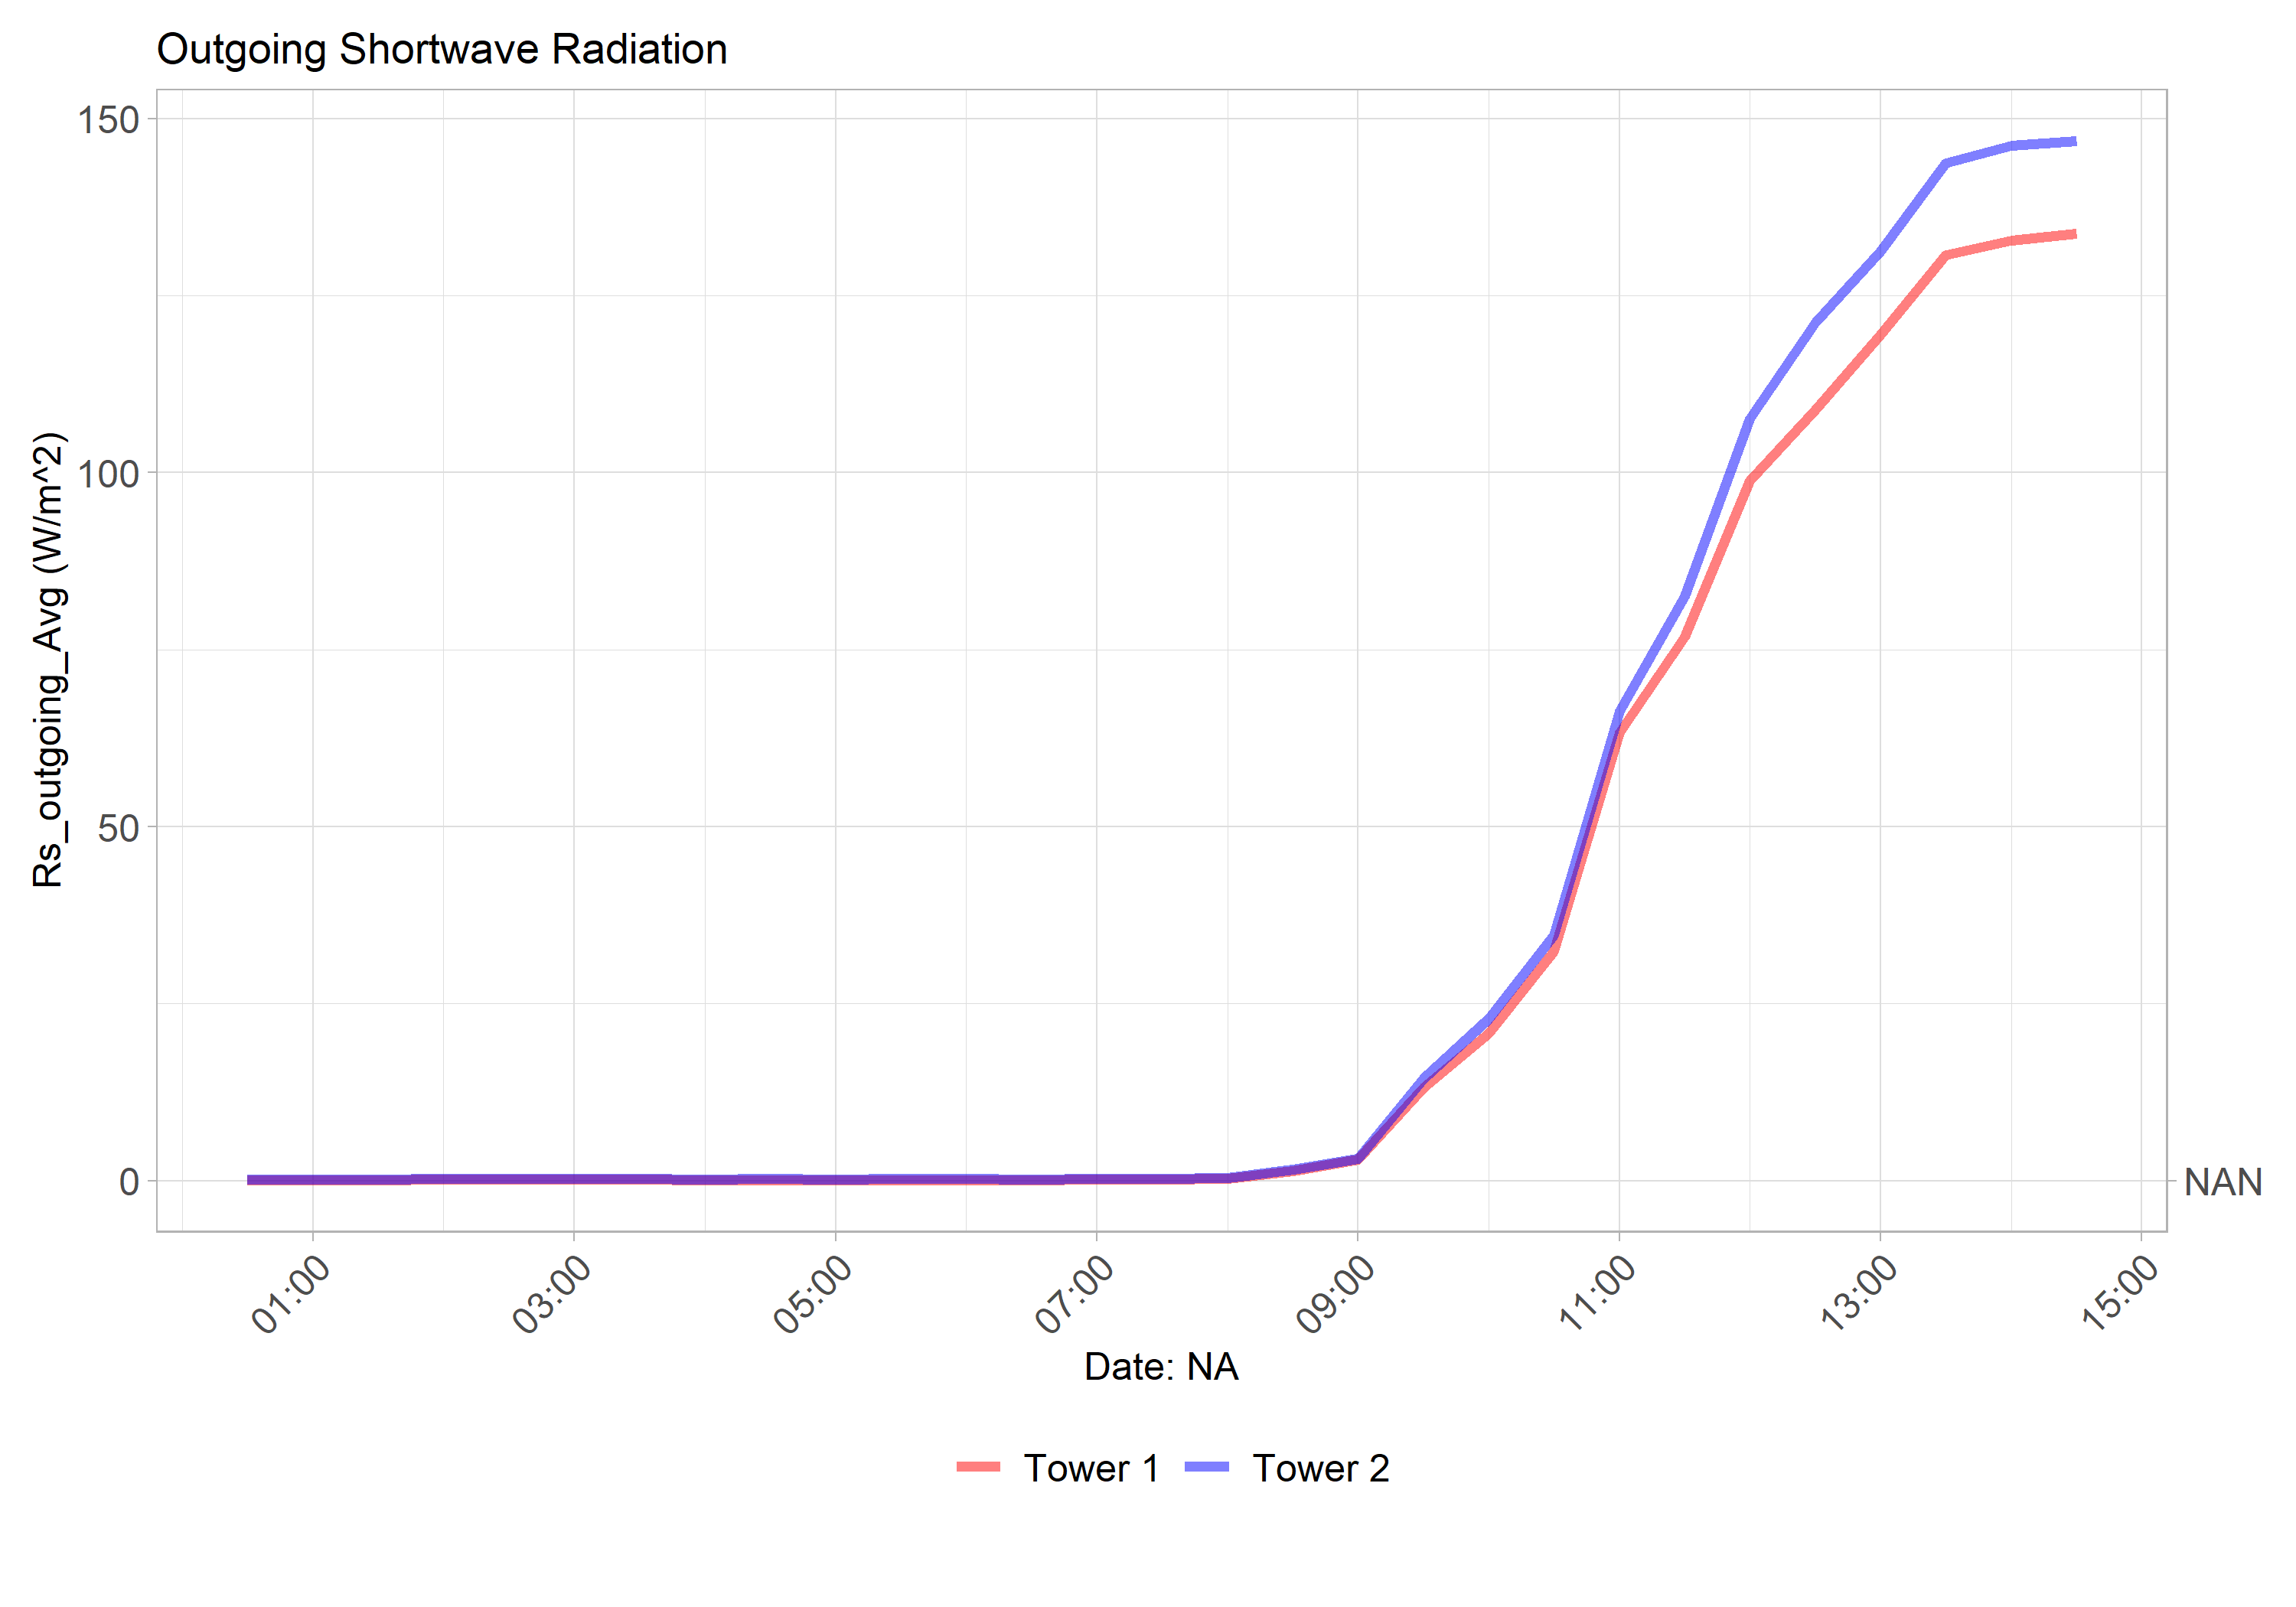 Outgoing Shortwave Radiation
Rs_outgoing_Avg (W/m^2)
150
100
50
0
NAN
01:00
03:00
05:00
07:00
09:00
11:00
13:00
15:00
Date: NA
Tower 1
Tower 2